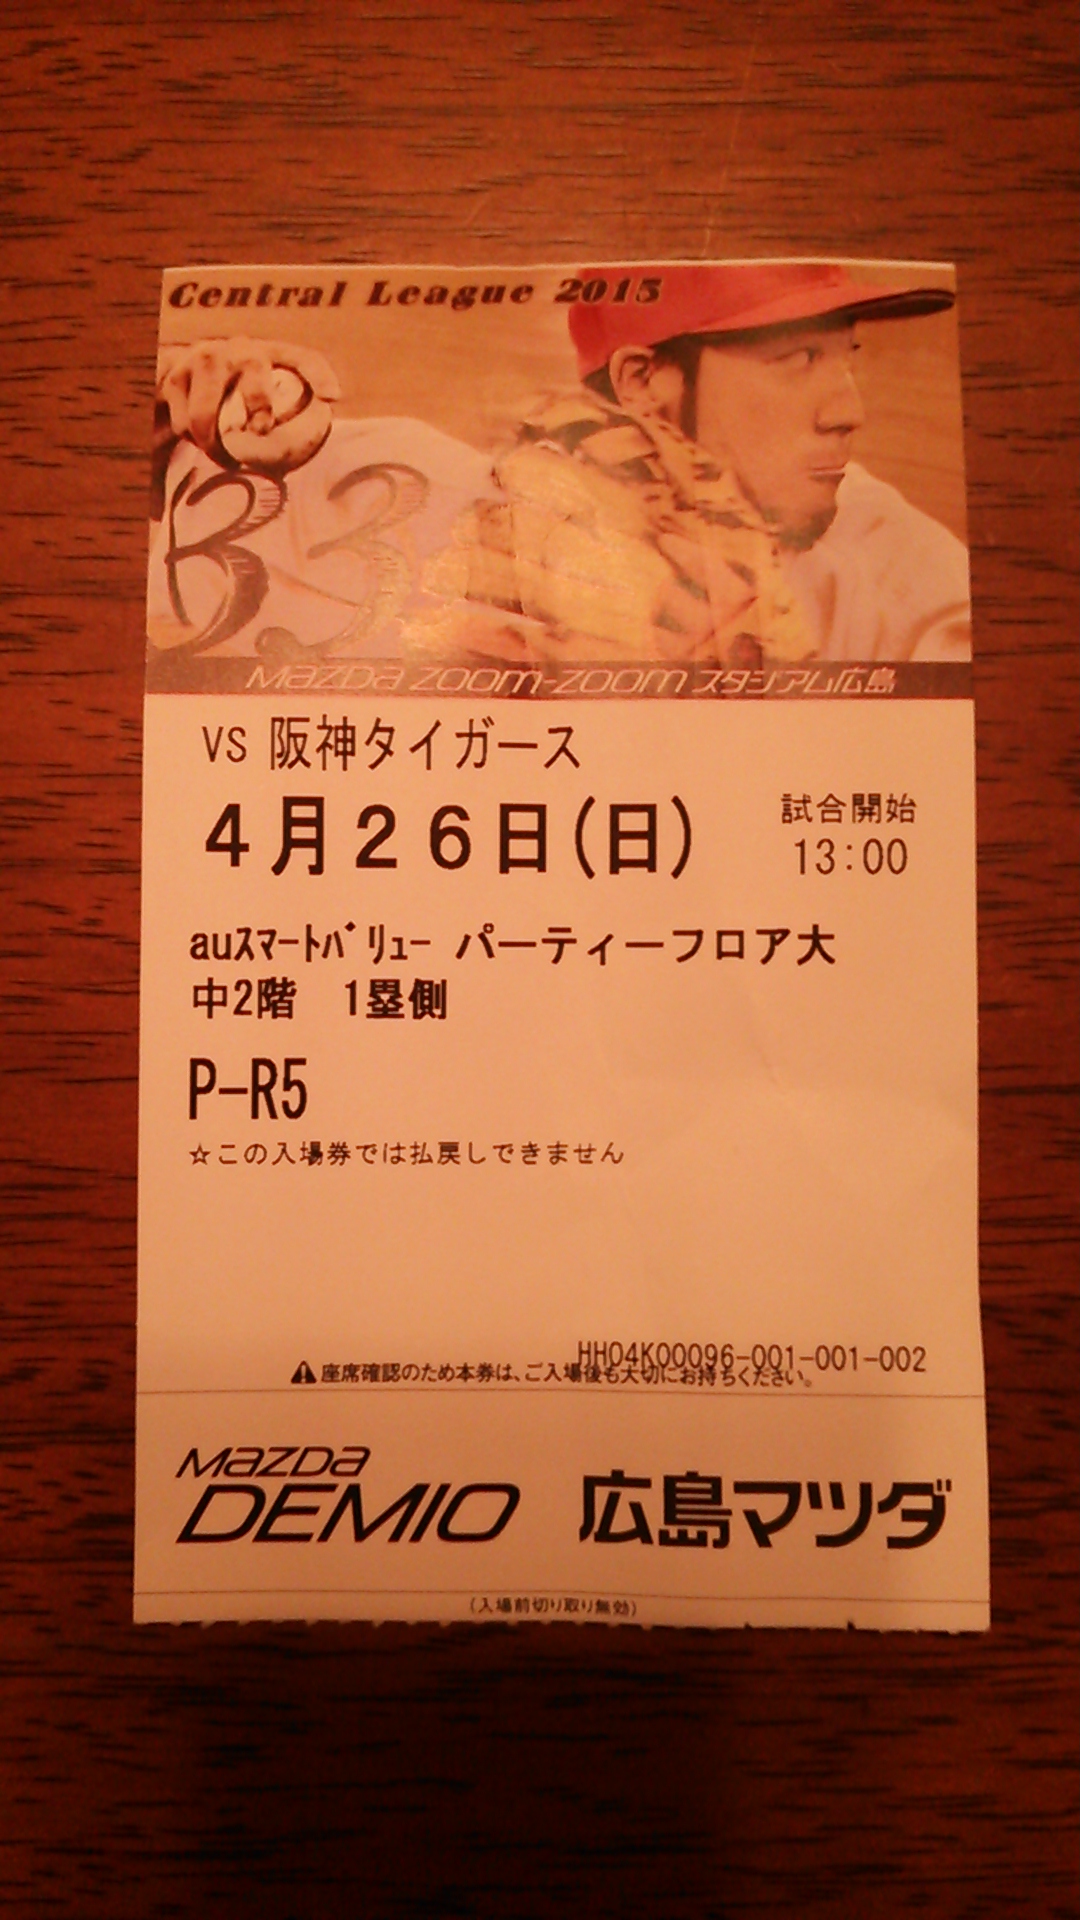 Central League 2015
B.3
Mazda Zoom-Zoom スタジアム広島
VS 阪神タイガース
4月26日(日)
試合開始
13:00
auスマートバリュー パーティーフロア大
中2階 1塁側
P-R5
☆この入場券では払戻しできません
HH04K00096-001-001-002
座席確認のため本券は、ご入場後も大切にお持ちください。
Mazda
DEMIO
広島マツダ
(入場前切り取り無効)